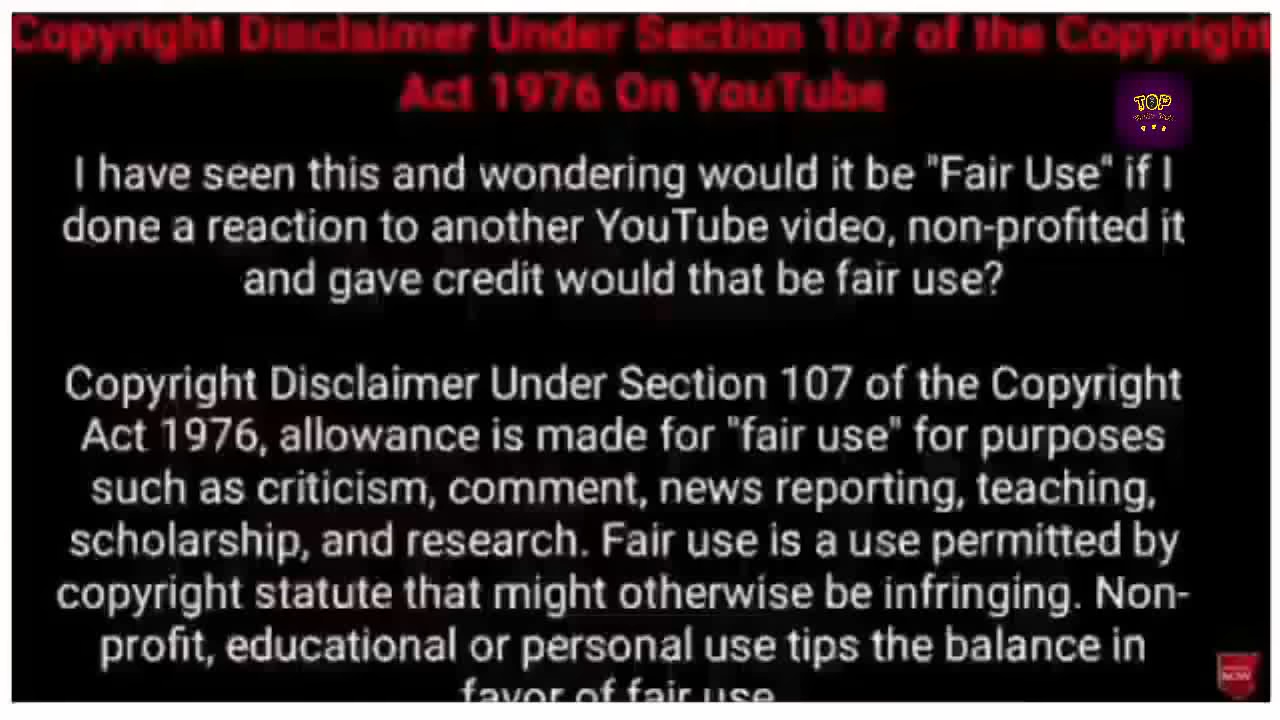 Copyright Disclaimer Under Section 107 of the Copyright
Act 1976 On YouTube
TOP
I have seen this and wondering would it be "Fair Use" if I
done a reaction to another YouTube video, non-profited it
and gave credit would that be fair use?
Copyright Disclaimer Under Section 107 of the Copyright
Act 1976, allowance is made for "fair use" for purposes
such as criticism, comment, news reporting, teaching,
scholarship, and research. Fair use is a use permitted by
copyright statute that might otherwise be infringing. Non-
profit, educational or personal use tips the balance in
favor of fair use
NOW